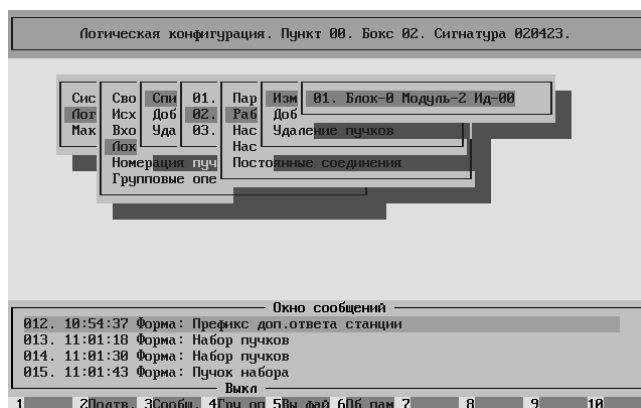 Логическая конфигурация. Пункт 00. Бокс 02. Сигнатура 020423.
Сис Сво Спи 01. Пар Изм 01. Блок-0 Модуль-2 Ид-00
Лог Исх Доб 02. Раб Доб
Мак Вхо Уда 03. Нас Удаление пучков
Лок Нас
Номерация пуч Постоянные соединения
Групповые опе
Окно сообщений
012. 10:54:37 Форма: Префикс доп.ответа станции
013. 11:01:18 Форма: Набор пучков
014. 11:01:30 Форма: Набор пучков
015. 11:01:43 Форма: Пучок набора
Выкл
1 2Подтв. 3Сообщ. 4Гру оп 5Вы фай 6Об пам 7 8 9 10